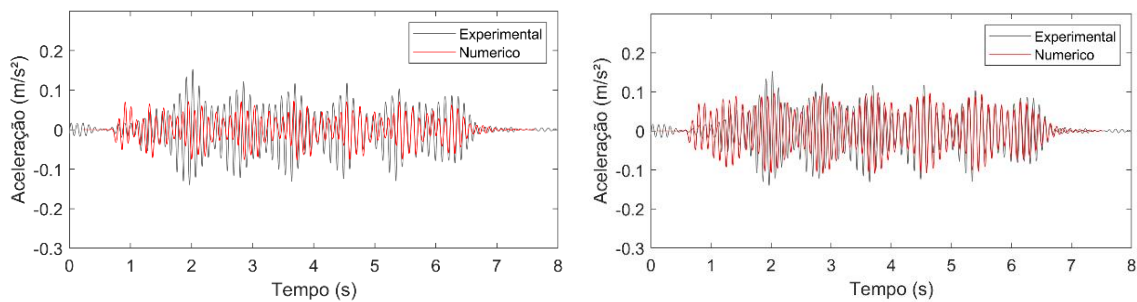 0.2
0.1
0
-0.1
-0.2
-0.3
Aceleração (m/s²)
Experimental
Numerico
0 1 2 3 4 5 6 7 8
Tempo (s)
0.2
0.1
0
-0.1
-0.2
-0.3
Aceleração (m/s²)
Experimental
Numerico
0 1 2 3 4 5 6 7 8
Tempo (s)